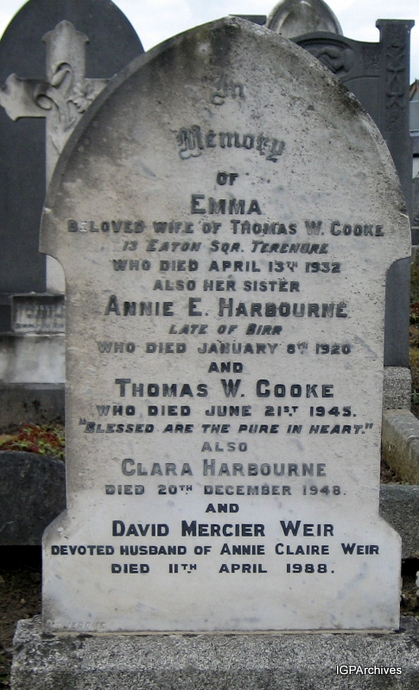 In
Memory
OF
EMMA
BELOVED WIFE OF THOMAS W. COOKE
13 EATON SQR. TERENURE
WHO DIED APRIL 13TH 1932
ALSO HER SISTER
ANNIE E. HARBOURNE
LATE OF BIRR
WHO DIED JANUARY 8TH 1920
AND
THOMAS W. COOKE
WHO DIED JUNE 21ST 1945.
"BLESSED ARE THE PURE IN HEART."
ALSO
CLARA HARBOURNE
DIED 20TH DECEMBER 1948.
AND
DAVID MERCIER WEIR
DEVOTED HUSBAND OF ANNIE CLAIRE WEIR
DIED 11TH APRIL 1988.
IGPArchives